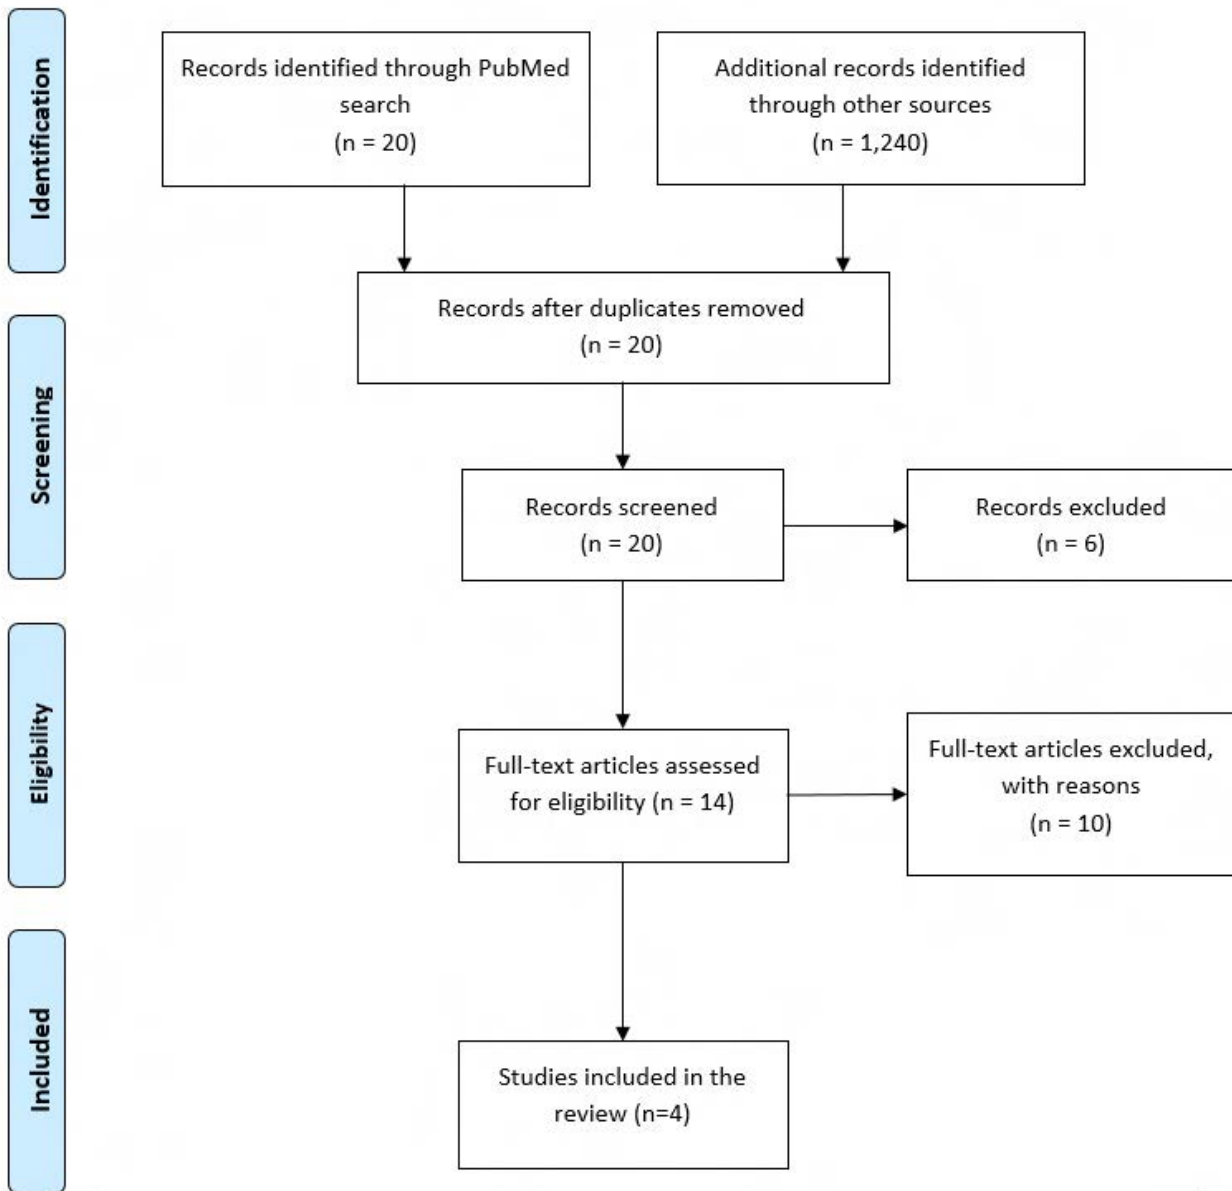 Identification
Records identified through PubMed
search
(n = 20)
Additional records identified
through other sources
(n = 1,240)
Records after duplicates removed
(n = 20)
Screening
Records screened
(n = 20)
Records excluded
(n = 6)
Eligibility
Full-text articles assessed
for eligibility (n = 14)
Full-text articles excluded,
with reasons
(n = 10)
Included
Studies included in the
review (n=4)